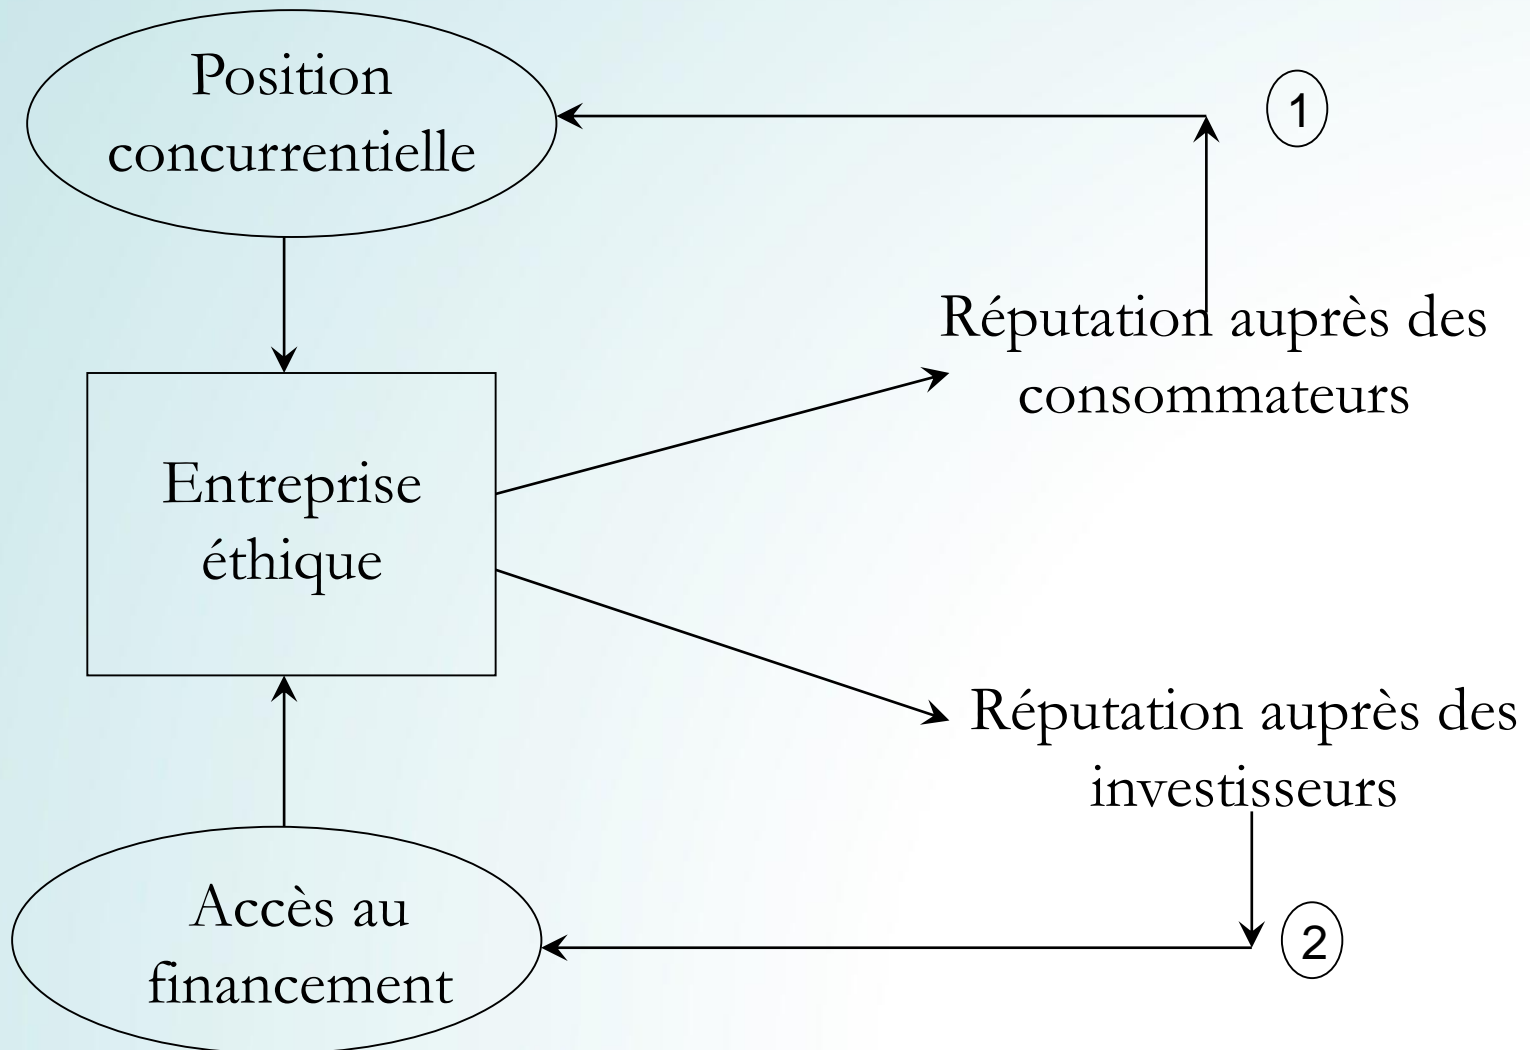 Position
concurrentielle
1
Réputation auprès des
consommateurs
Entreprise
éthique
Réputation auprès des
investisseurs
Accès au
financement
2